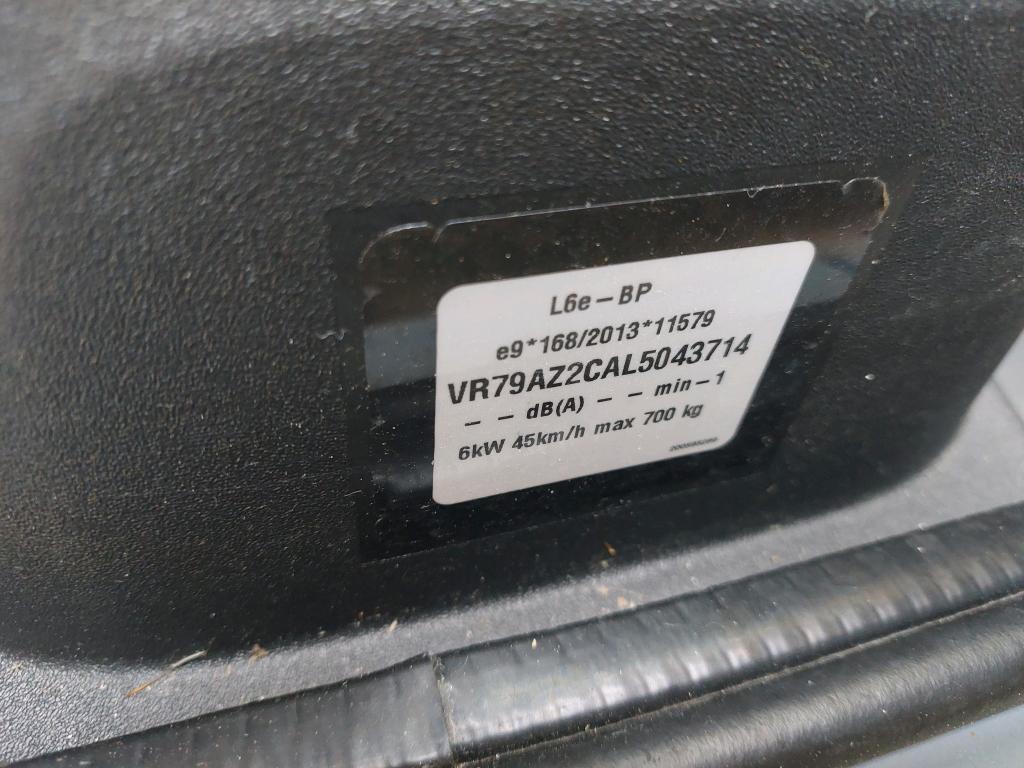 L6e – BP
e9*168/2013*11579
VR79AZ2CAL5043714
– – dB(A) – – min – 1
6kW 45km/h max 700 kg